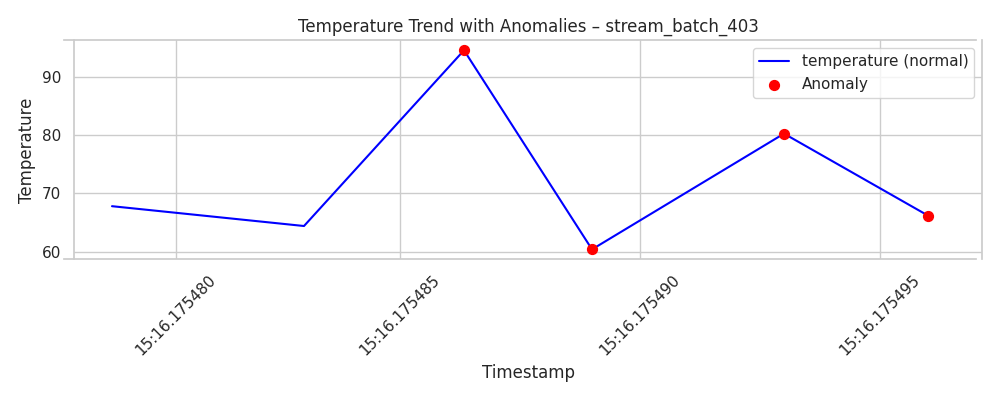 Temperature Trend with Anomalies – stream_batch_403
temperature (normal)
Anomaly
Temperature
90
80
70
60
15:16.175480
15:16.175485
15:16.175490
15:16.175495
Timestamp